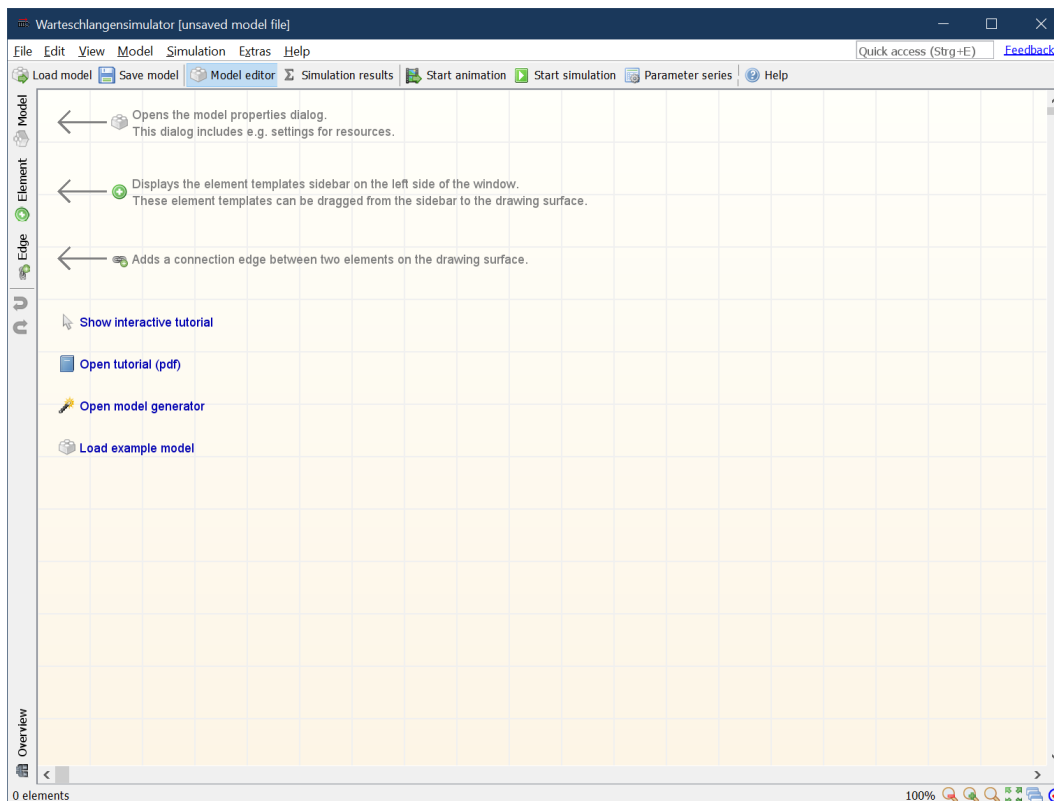 Warteschlangensimulator [unsaved model file]
File Edit View Model Simulation Extras Help
Quick access (Strg+E)
Feedback
Load model Save model Model editor Simulation results Start animation Start simulation Parameter series Help
Model
Element
Edge
Opens the model properties dialog.
This dialog includes e.g. settings for resources.
Displays the element templates sidebar on the left side of the window.
These element templates can be dragged from the sidebar to the drawing surface.
Adds a connection edge between two elements on the drawing surface.
Show interactive tutorial
Open tutorial (pdf)
Open model generator
Load example model
Overview
0 elements
100%